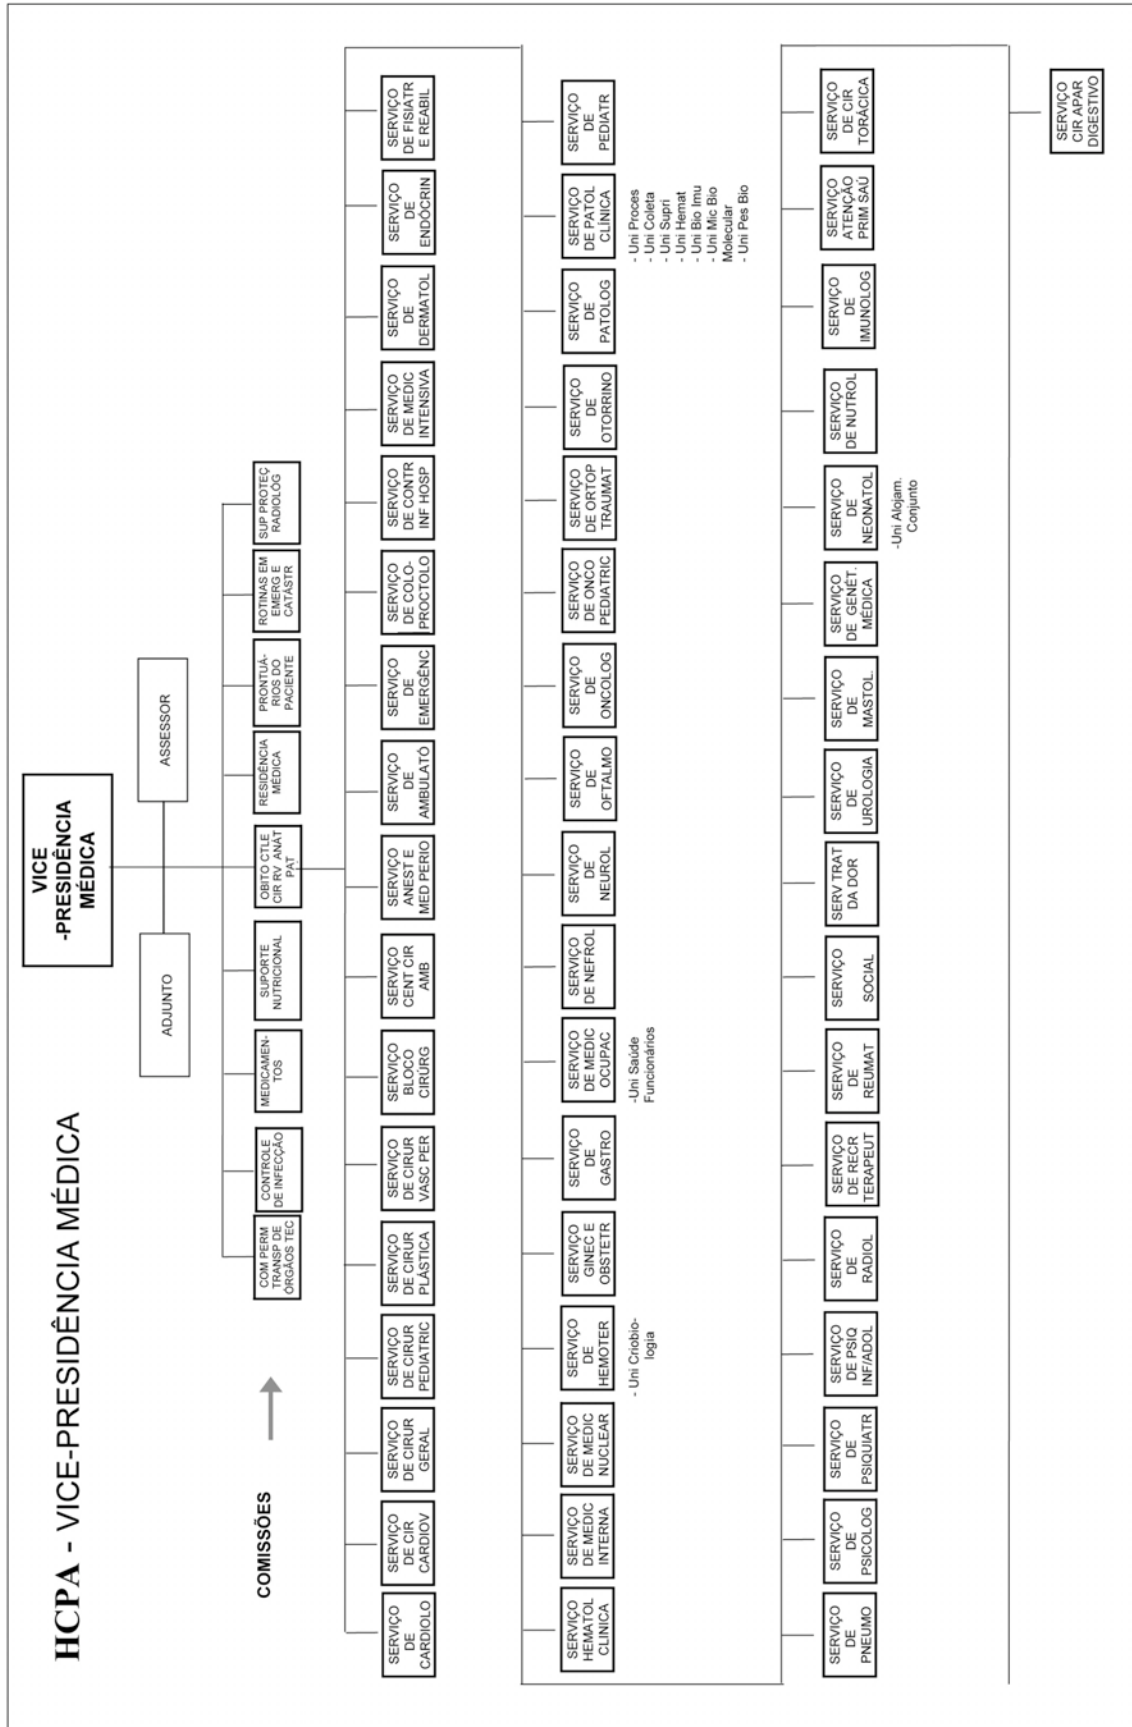 HCPA - VICE-PRESIDÊNCIA MÉDICA
VICE
-PRESIDÊNCIA
MÉDICA
ADJUNTO
ASSESSOR
COMISSÕES
COM PERM
TRANSP DE
ÓRGÃOS TEC
CONTROLE
DE INFECÇÃO
MEDICAMEN-
TOS
SUPORTE
NUTRICIONAL
OBITO CTLE
CIR RV ANÁT
PAT
RESIDÊNCIA
MÉDICA
PRONTUÁ-
RIOS DO
PACIENTE
ROTINAS EM
EMERG E
CATÁSTR
SUP PROTEÇ
RADIOLÓG
SERVIÇO
DE
CARDIOLO
SERVIÇO
DE CIR
CARDIOV
SERVIÇO
DE CIRUR
GERAL
SERVIÇO
DE CIRUR
PEDIATRIC
SERVIÇO
DE CIRUR
PLÁSTICA
SERVIÇO
DE CIRUR
VASC PER
SERVIÇO
BLOCO
CIRÚRG
SERVIÇO
CENT CIR
AMB
SERVIÇO
ANEST E
MED PERIO
SERVIÇO
DE
AMBULATÓ
SERVIÇO
DE
EMERGÊNC
SERVIÇO
DE COLO-
PROCTOLO
SERVIÇO
DE CONTR
INF HOSP
SERVIÇO
DE MEDIC
INTENSIVA
SERVIÇO
DE
DERMATOL
SERVIÇO
DE
ENDÓCRIN
SERVIÇO
DE FISIATR
E REABIL
SERVIÇO
HEMATOL
CLINICA
SERVIÇO
DE MEDIC
INTERNA
SERVIÇO
DE MEDIC
NUCLEAR
SERVIÇO
DE
HEMOTER
- Uni Criobio-
logia
SERVIÇO
GINEC E
OBSTETR
SERVIÇO
DE
GASTRO
SERVIÇO
DE MEDIC
OCUPAC
-Uni Saúde
Funcionários
SERVIÇO
DE NEFROL
SERVIÇO
DE
NEUROL
SERVIÇO
DE
OFTALMO
SERVIÇO
DE
ONCOLOG
SERVIÇO
DE ONCO
PEDIATRIC
SERVIÇO
DE ORTOP
TRAUMAT
SERVIÇO
DE
OTORRINO
SERVIÇO
DE
PATOLOG
SERVIÇO
DE PATOL
CLÍNICA
- Uni Proces
- Uni Coleta
- Uni Supri
- Uni Hemat
- Uni Bio Imu
- Uni Mic Bio
Molecular
- Uni Pes Bio
SERVIÇO
DE
PEDIATR
SERVIÇO
DE
PNEUMO
SERVIÇO
DE
PSICOLOG
SERVIÇO
DE
PSIQUIATR
SERVIÇO
DE PSIQ
INF/ADOL
SERVIÇO
DE
RADIOL
SERVIÇO
DE RECR
TERAPEUT
SERVIÇO
DE
REUMAT
SERVIÇO
SOCIAL
SERV TRAT
DA DOR
SERVIÇO
DE
UROLOGIA
SERVIÇO
DE
MASTOL.
SERVIÇO
DE GENÉT.
MÉDICA
SERVIÇO
DE
NEONATOL
-Uni Alojam.
Conjunto
SERVIÇO
DE NUTROL
SERVIÇO
DE
IMUNOLOG
SERVIÇO
ATENÇÃO
PRIM SAÚ
SERVIÇO
DE CIR
TORÁCICA
SERVIÇO
CIR APAR
DIGESTIVO